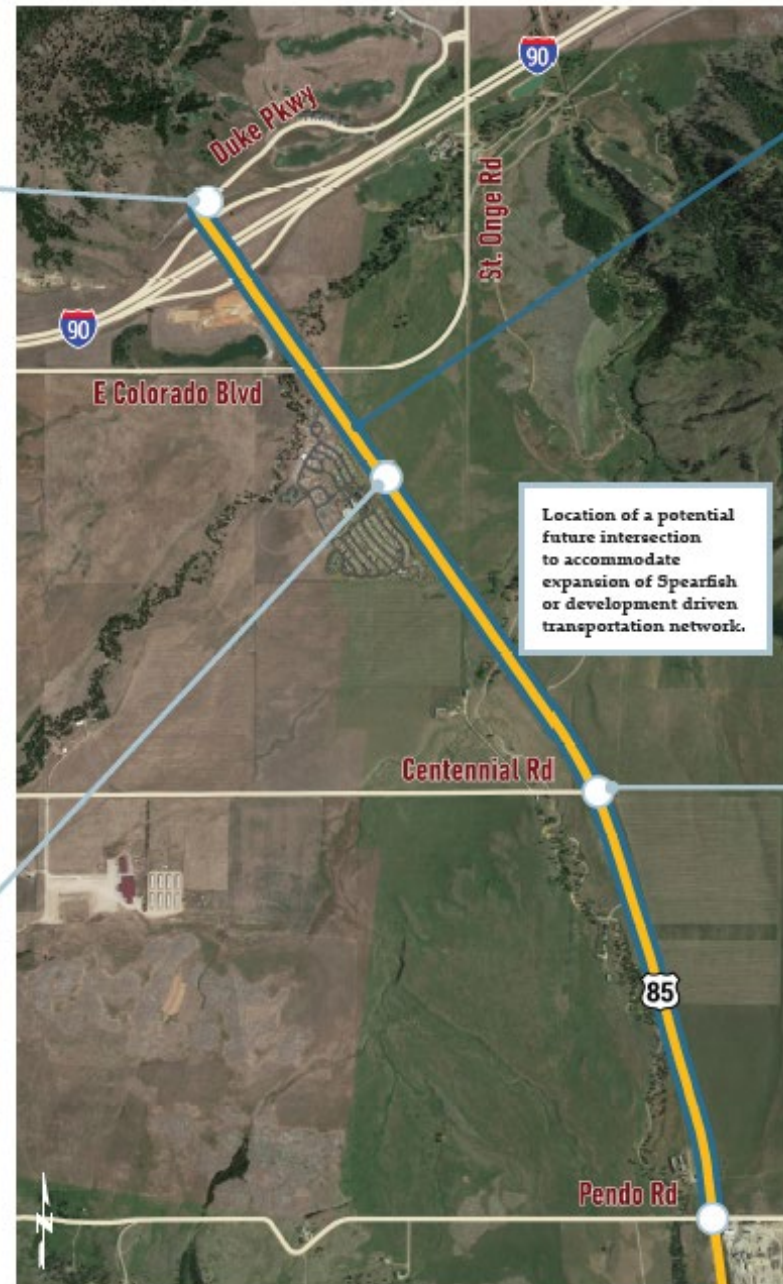 90
Duke Pkwy
St. Onge Rd
90
E Colorado Blvd
Location of a potential
future intersection
to accommodate
expansion of Spearfish
or development driven
transportation network.
Centennial Rd
85
Pendo Rd
N